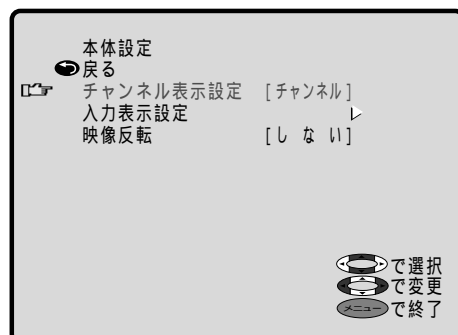 本体設定
戻る
チャンネル表示設定 [チャンネル]
入力表示設定
映像反転 [しない]
で選択
で変更
メニュー で終了